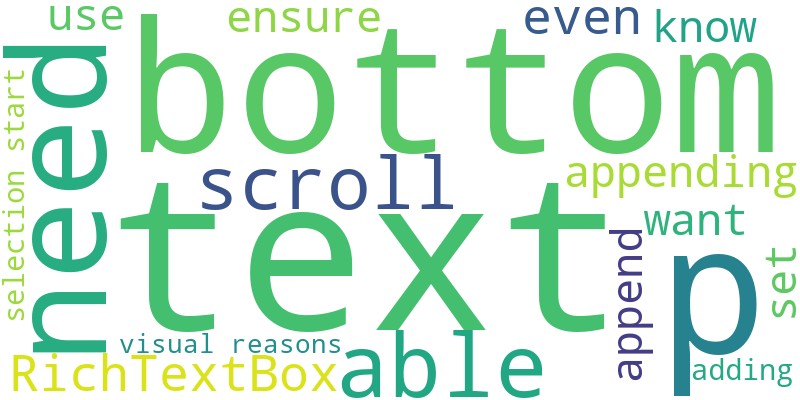 use
ensure
even
know
need
bottom
selection start
scroll
appending
text
want
p
append
set
visual reasons
RichTextBox
able
adding